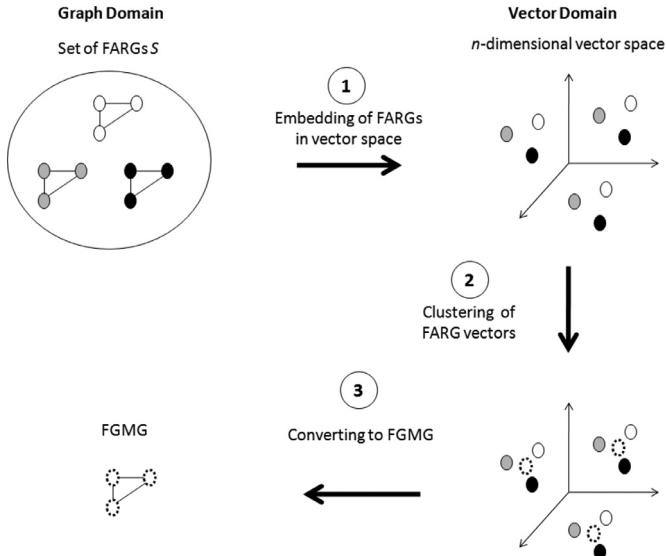 Graph Domain
Vector Domain
Set of FARGs S
n-dimensional vector space
1
Embedding of FARGs
in vector space
2
Clustering of
FARG vectors
3
FGMG
Converting to FGMG